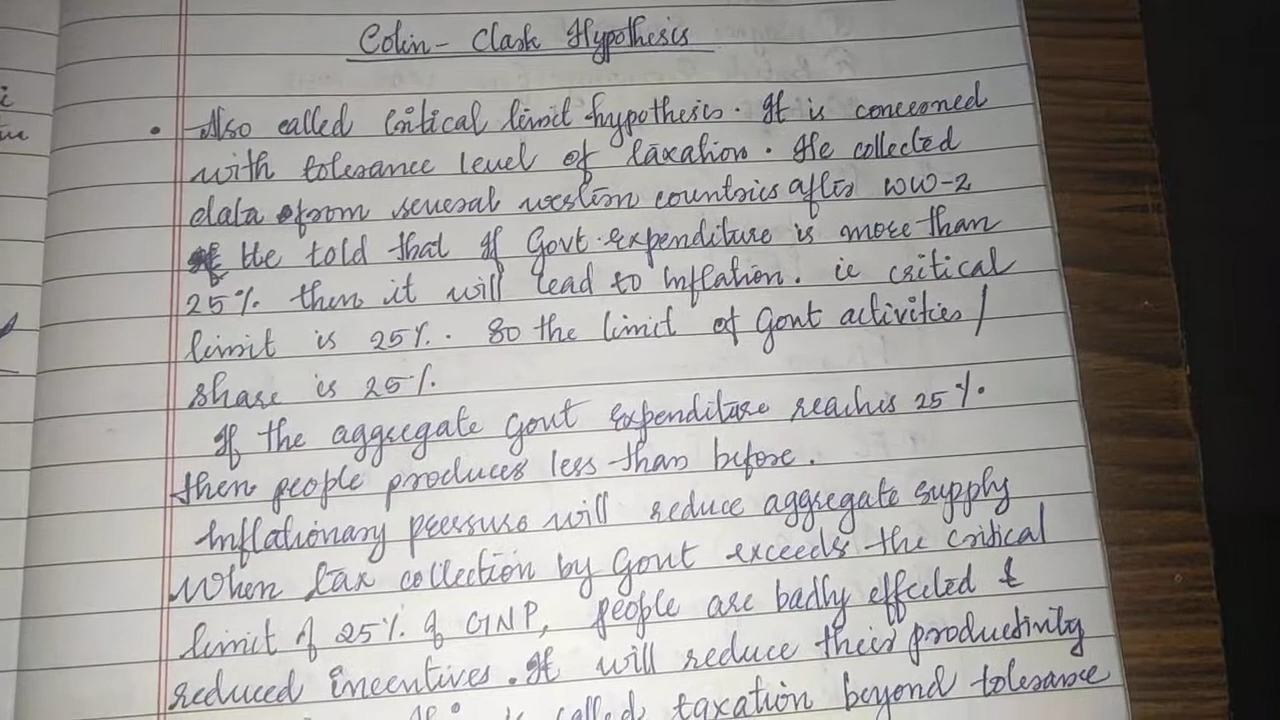 Colin - Clark Hypothesis
• Also called Critical limit hypothesis. It is concerned
with tolerance level of taxation. He collected
data from several western countries after WW-2
He told that If Govt. expenditure is more than
25% then it will lead to Inflation. ie critical
limit is 25%. So the limit of Govt activities /
share is 25%.
If the aggregate Govt Expenditure reaches 25%.
then people produces less than before.
Inflationary pressure will reduce aggregate supply
When tax collection by Govt exceeds the critical
limit of 25% of GNP, people are badly effected &
reduced incentives. It will reduce their productivity
is called taxation beyond tolerance